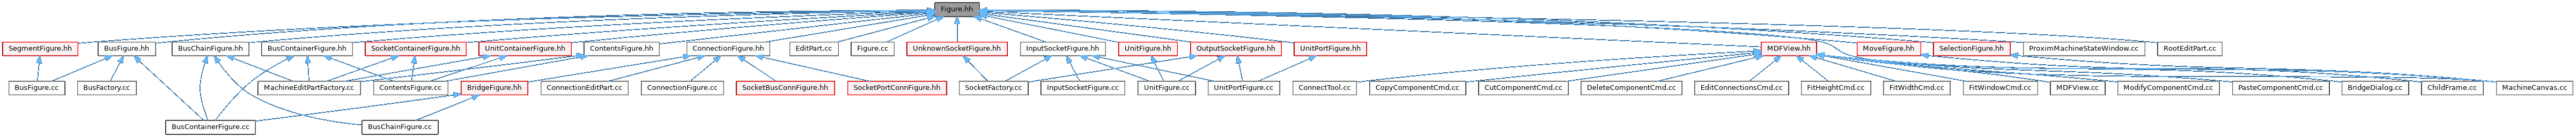 Figure.hh
SegmentFigure.hh
BusFigure.hh
BusChainFigure.hh
BusContainerFigure.hh
SocketContainerFigure.hh
UnitContainerFigure.hh
ContentsFigure.hh
ConnectionFigure.hh
EditPart.cc
Figure.cc
UnknownSocketFigure.hh
InputSocketFigure.hh
UnitFigure.hh
OutputSocketFigure.hh
UnitPortFigure.hh
MDFView.hh
MoveFigure.hh
SelectionFigure.hh
ProximMachineStateWindow.cc
RootEditPart.cc
BusFigure.cc
BusFactory.cc
MachineEditPartFactory.cc
ContentsFigure.cc
BridgeFigure.hh
ConnectionEditPart.cc
ConnectionFigure.cc
SocketBusConnFigure.hh
SocketPortConnFigure.hh
SocketFactory.cc
InputSocketFigure.cc
UnitFigure.cc
UnitPortFigure.cc
ConnectTool.cc
CopyComponentCmd.cc
CutComponentCmd.cc
DeleteComponentCmd.cc
EditConnectionsCmd.cc
FitHeightCmd.cc
FitWidthCmd.cc
FitWindowCmd.cc
MDFView.cc
ModifyComponentCmd.cc
PasteComponentCmd.cc
BridgeDialog.cc
ChildFrame.cc
MachineCanvas.cc
BusContainerFigure.cc
BusChainFigure.cc